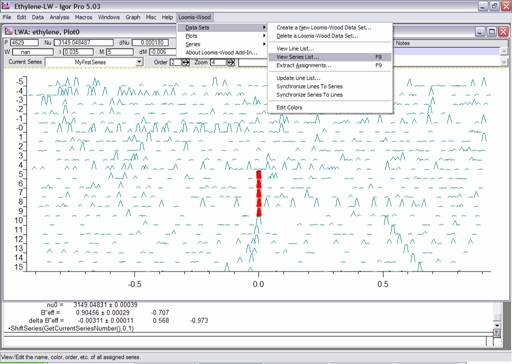 Ethylene-LW - Igor Pro 5.03
File Edit Data Analysis Macros Windows Graph Misc Help Loomis-Wood
Data Sets
Plots
Series
About Loomis-Wood Add-In...
Create a New Loomis-Wood Data Set...
Delete a Loomis-Wood Data Set...
View Line List...
View Series List... F8
Extract Assignments... F9
Update Line List...
Synchronize Lines To Series
Synchronize Series To Lines
Edit Colors
LWA: Ethylene, Plot0
P 4629 Nu 3149.048487 dNu 0.000180
W nan I 0.035 M 5 dM -0.00006
Notes
Current Series MyFirstSeries Order 2 Zoom 4
-5
-4
-3
-2
-1
0
1
2
3
4
5
6
7
8
9
10
11
12
13
14
15
-0.5 0.0 0.5
nu0 = 3149.04831 ± 0.00039
B"eff = 0.90456 ± 0.00029 -0.707
delta B"eff = -0.00311 ± 0.00011 0.568 -0.973
•ShiftSeries(GetCurrentSeriesNumber(),0,1)
View/Edit the name, color, order, etc. of all assigned series.